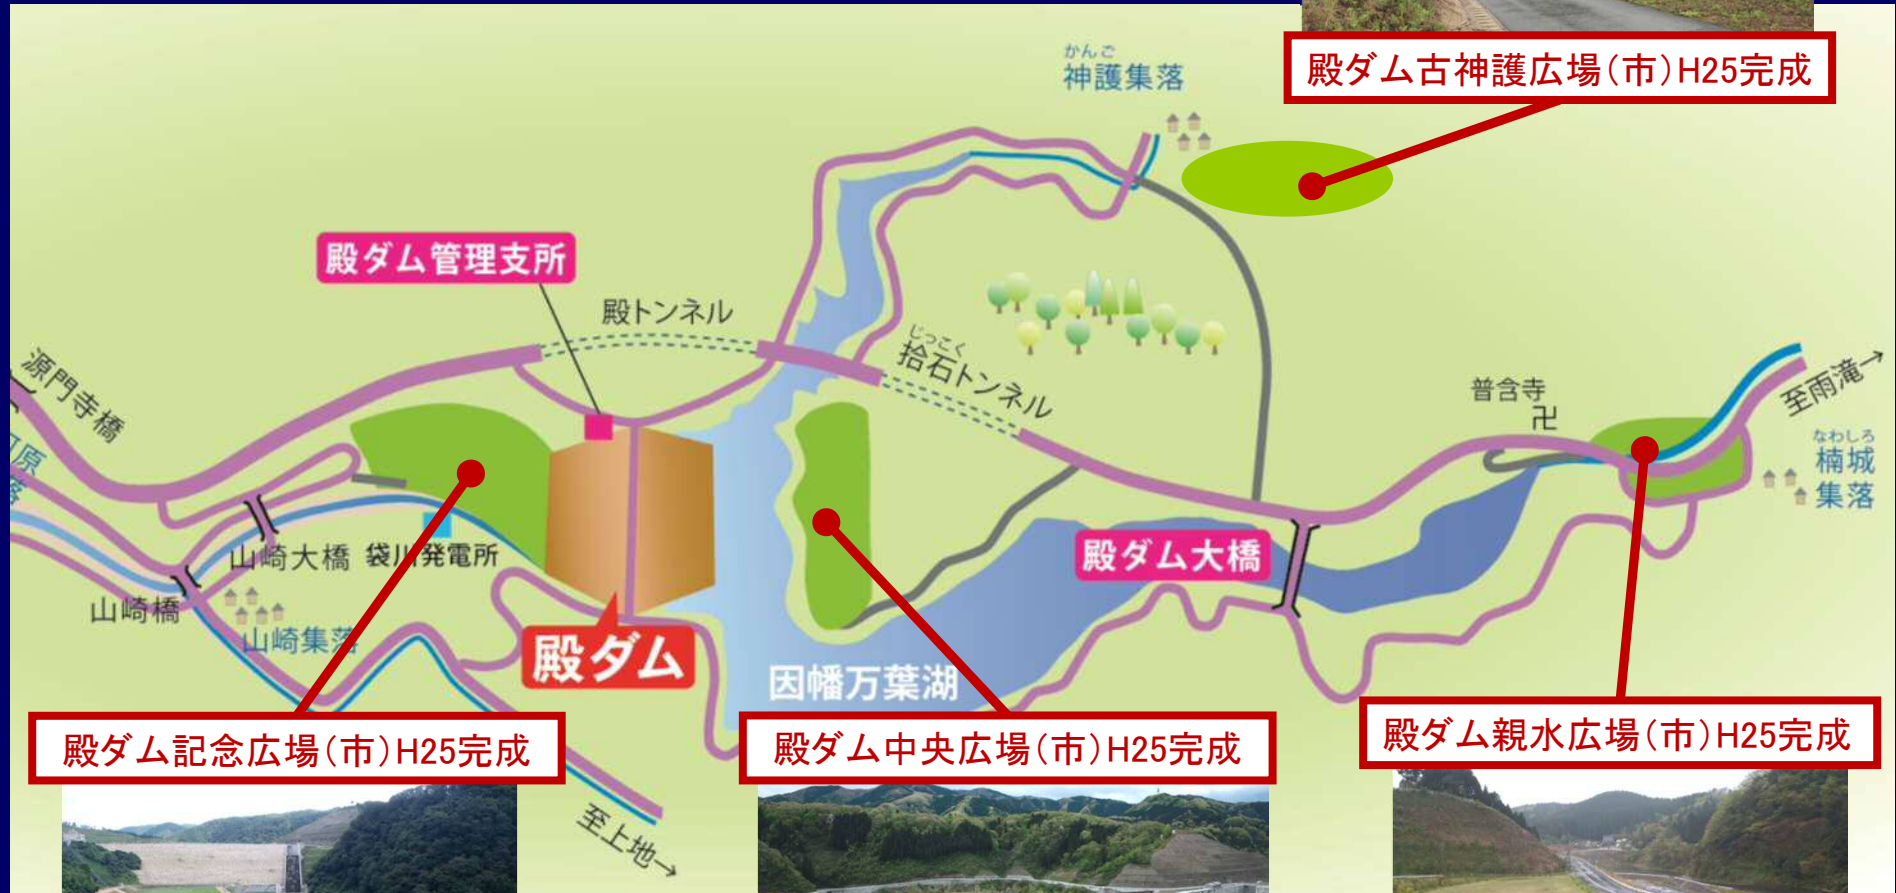 殿ダム古神護広場(市)H25完成
かんご
神護集落
殿ダム管理支所
殿トンネル
じっこく
拾石トンネル
源門寺橋
普含寺
卍
至雨滝→
なわしろ
楠城
集落
山崎大橋
袋川発電所
山崎橋
山崎集落
殿ダム
殿ダム大橋
因幡万葉湖
殿ダム記念広場(市)H25完成
殿ダム中央広場(市)H25完成
殿ダム親水広場(市)H25完成
至上地→